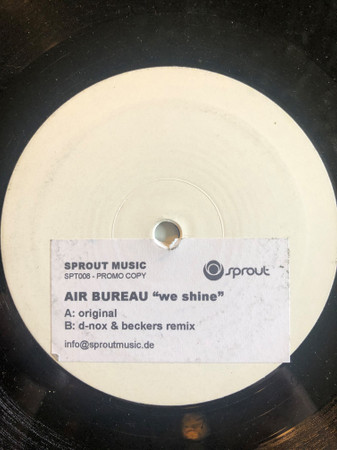 SPROUT MUSIC
SPT008 - PROMO COPY
sprout
AIR BUREAU “we shine”
A: original
B: d-nox & beckers remix
info@sproutmusic.de